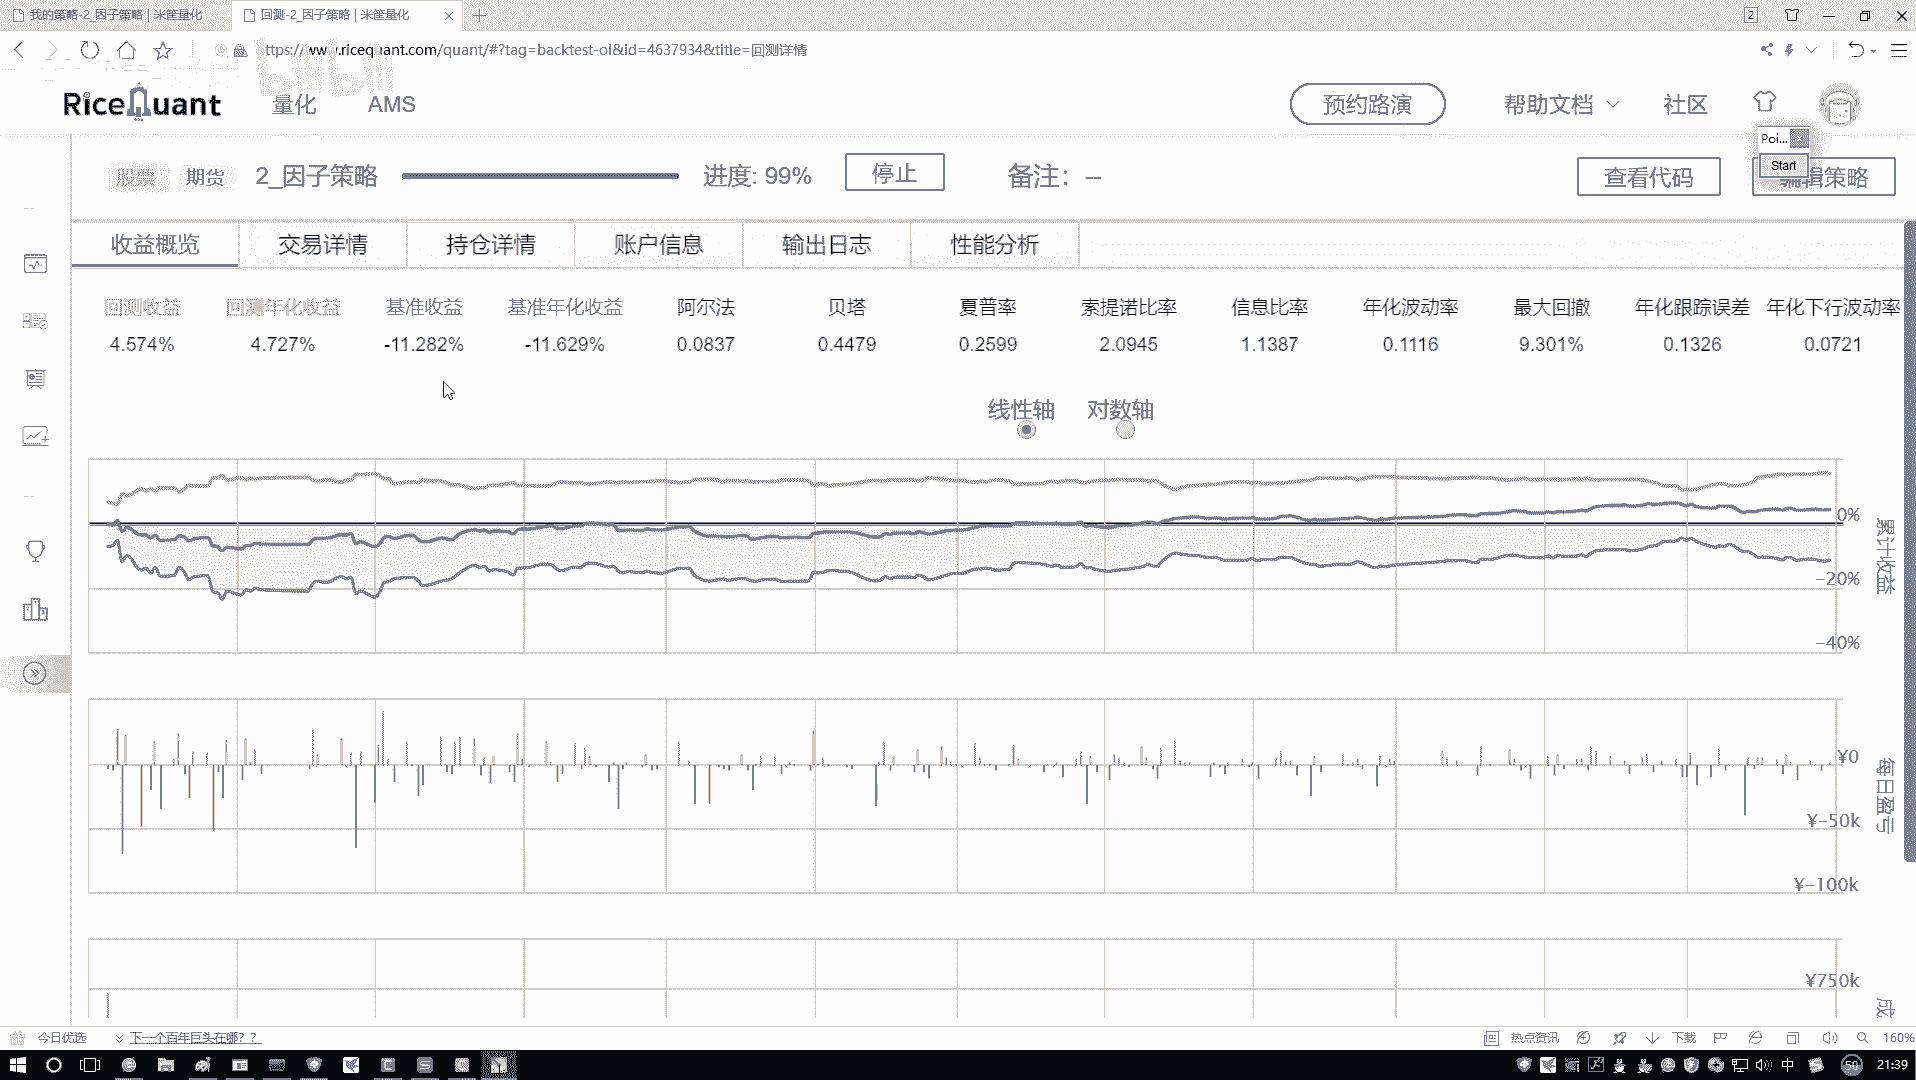 我的策略-2_因子策略 | 米筐量化
回测-2_因子策略 | 米筐量化
2
ttps://www.ricequant.com/quant/#?tag=backtest-ol&id=4637934&title=回测详情
bilibili
RiceQuant
量化
AMS
预约路演
帮助文档
社区
Poi...
Start
股票
期货
2_因子策略
进度: 99%
停止
备注: --
查看代码
编辑策略
收益概览
交易详情
持仓详情
账户信息
输出日志
性能分析
回测收益 回测年化收益 基准收益 基准年化收益 阿尔法 贝塔 夏普率 索提诺比率 信息比率 年化波动率 最大回撤 年化跟踪误差 年化下行波动率
4.574% 4.727% -11.282% -11.629% 0.0837 0.4479 0.2599 2.0945 1.1387 0.1116 9.301% 0.1326 0.0721
线性轴 对数轴
0%
-20%
-40%
累计收益
¥0
¥-50k
¥-100k
每日盈亏
¥750k
成
今日优选
下一个百年巨头在哪？？
热点资讯
下载
160%
中
50
21:39